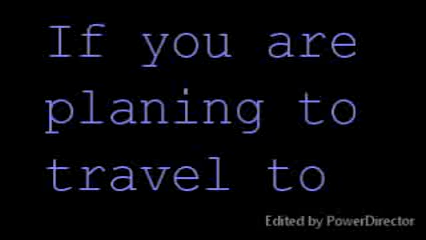 If you are
planing to
travel to
Edited by PowerDirector